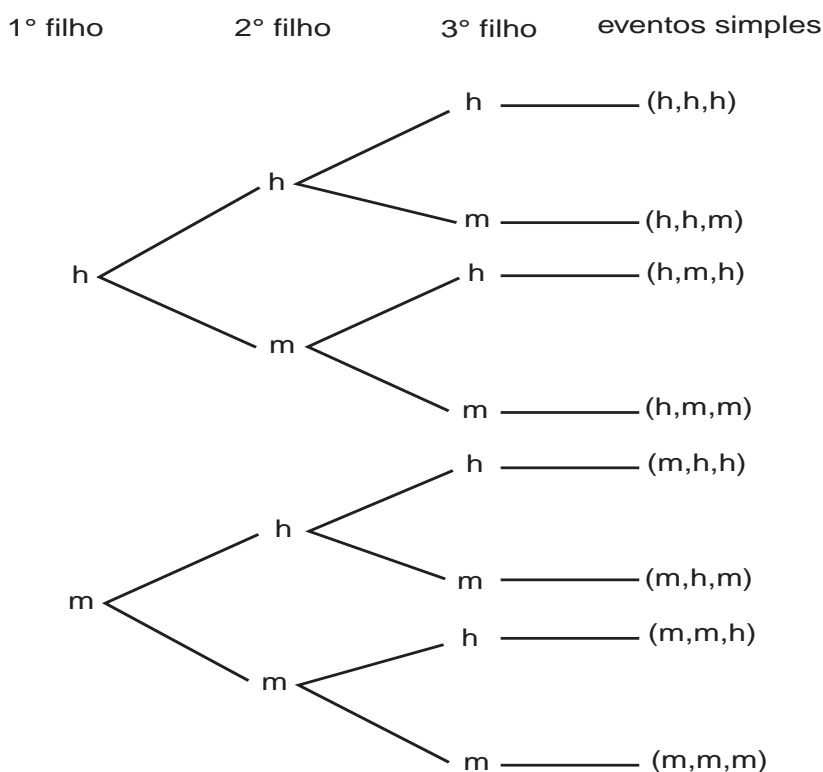 1° filho 2° filho 3° filho eventos simples
h (h,h,h)
h
m (h,h,m)
h h (h,m,h)
m
m (h,m,m)
h (m,h,h)
h
m (m,h,m)
m
h (m,m,h)
m
m (m,m,m)